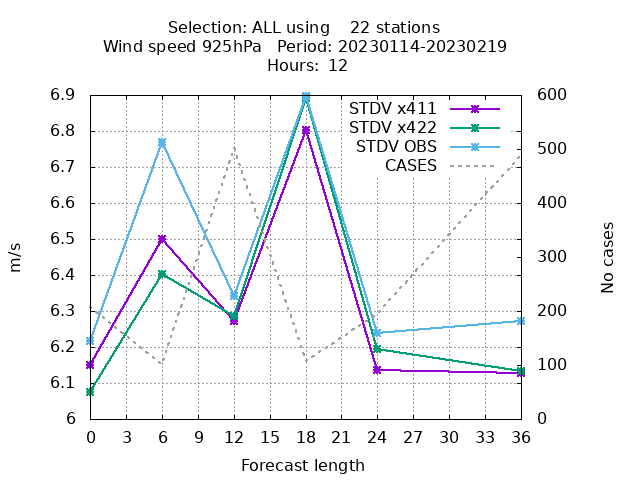 Selection: ALL using    22 stations
Wind speed 925hPa   Period: 20230114-20230219
Hours: 12
STDV x411
STDV x422
STDV OBS
CASES
6.9
6.8
6.7
6.6
6.5
6.4
6.3
6.2
6.1
6
600
500
400
300
200
100
0
m/s
No cases
0 3 6 9 12 15 18 21 24 27 30 33 36
Forecast length